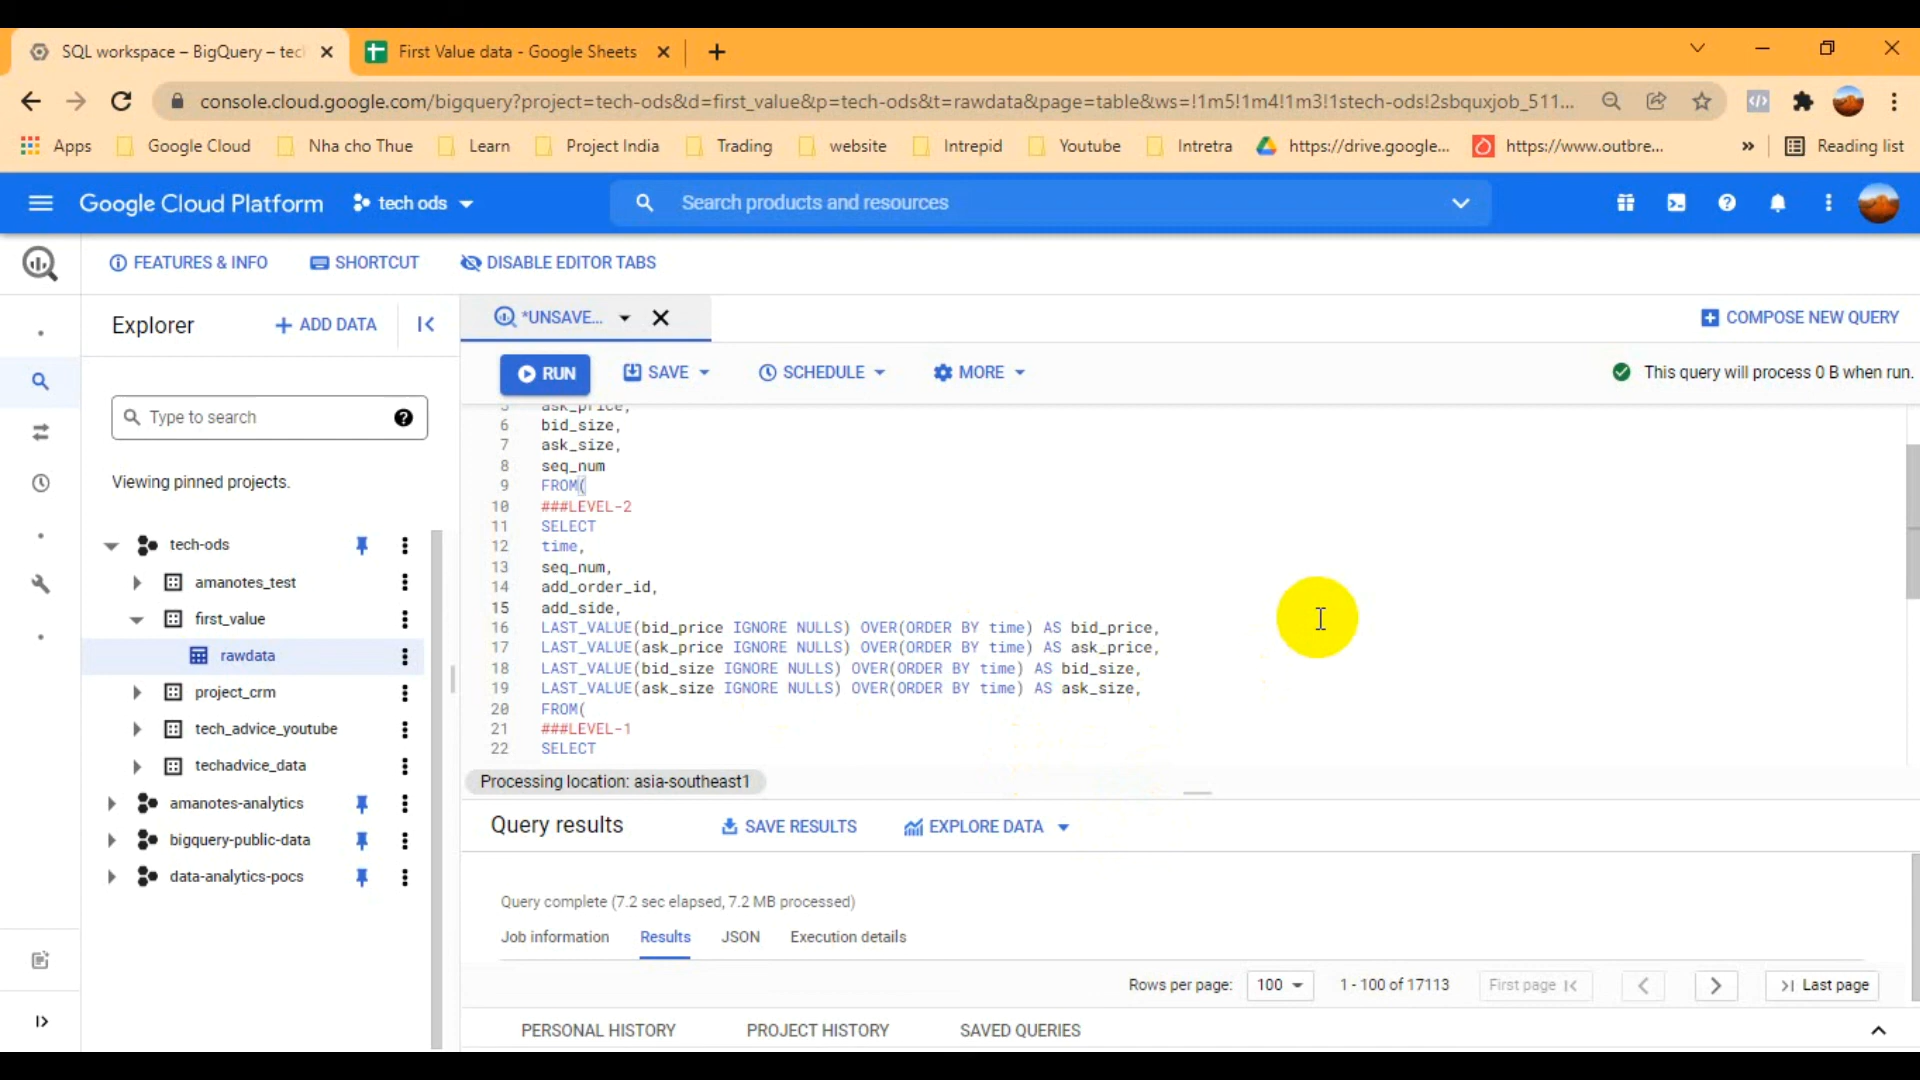 SQL workspace – BigQuery – tec
First Value data - Google Sheets
console.cloud.google.com/bigquery?project=tech-ods&d=first_value&p=tech-ods&t=rawdata&page=table&ws=!1m5!1m4!1m3!1stech-ods!2sbquxjob_511...
Apps
Google Cloud
Nha cho Thue
Learn
Project India
Trading
website
Intrepid
Youtube
Intretra
https://drive.google...
https://www.outbre...
»
Reading list
Google Cloud Platform
tech ods
Search products and resources
FEATURES & INFO
SHORTCUT
DISABLE EDITOR TABS
Explorer
+ ADD DATA
*UNSAVE...
COMPOSE NEW QUERY
RUN
SAVE
SCHEDULE
MORE
This query will process 0 B when run.
Type to search
Viewing pinned projects.
tech-ods
amanotes_test
first_value
rawdata
project_crm
tech_advice_youtube
techadvice_data
amanotes-analytics
bigquery-public-data
data-analytics-pocs
5 ask_price,
6 bid_size,
7 ask_size,
8 seq_num
9 FROM(
10 ###LEVEL-2
11 SELECT
12 time,
13 seq_num,
14 add_order_id,
15 add_side,
16 LAST_VALUE(bid_price IGNORE NULLS) OVER(ORDER BY time) AS bid_price,
17 LAST_VALUE(ask_price IGNORE NULLS) OVER(ORDER BY time) AS ask_price,
18 LAST_VALUE(bid_size IGNORE NULLS) OVER(ORDER BY time) AS bid_size,
19 LAST_VALUE(ask_size IGNORE NULLS) OVER(ORDER BY time) AS ask_size,
20 FROM(
21 ###LEVEL-1
22 SELECT
Processing location: asia-southeast1
Query results
SAVE RESULTS
EXPLORE DATA
Query complete (7.2 sec elapsed, 7.2 MB processed)
Job information
Results
JSON
Execution details
Rows per page:
100
1 - 100 of 17113
First page
Last page
PERSONAL HISTORY
PROJECT HISTORY
SAVED QUERIES